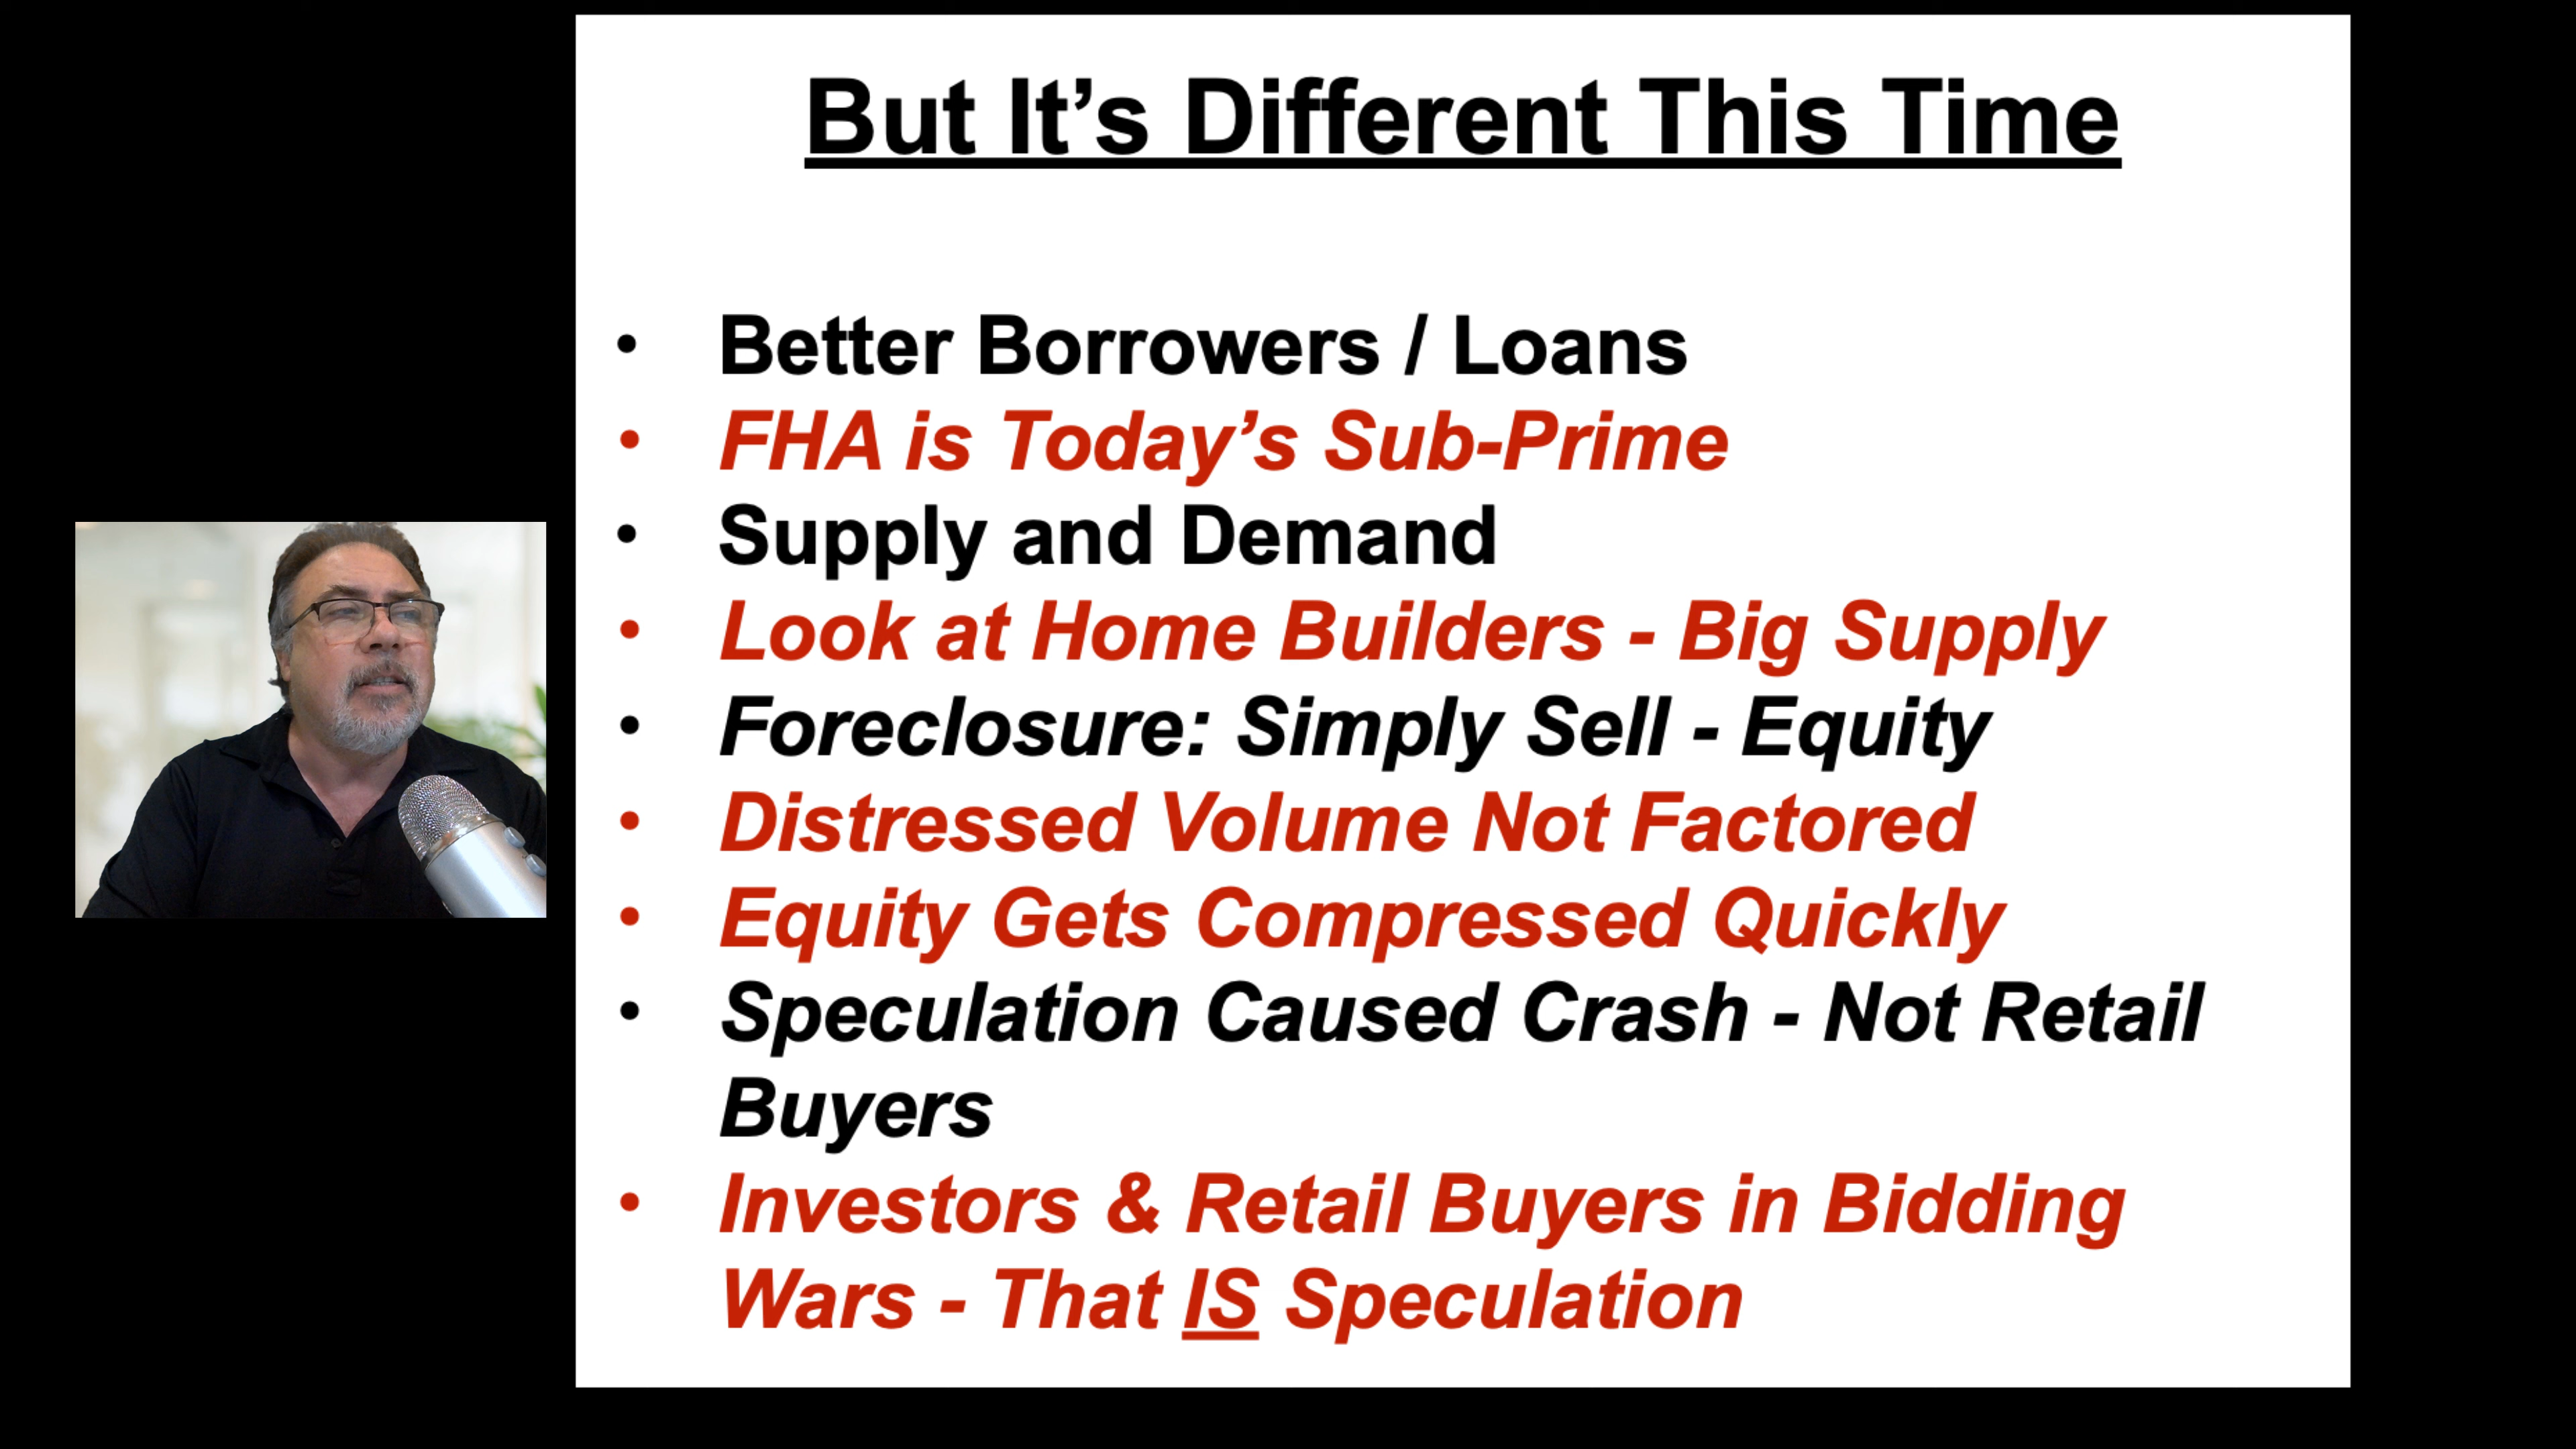 But It’s Different This Time
• Better Borrowers / Loans
• FHA is Today’s Sub-Prime
• Supply and Demand
• Look at Home Builders - Big Supply
• Foreclosure: Simply Sell - Equity
• Distressed Volume Not Factored
• Equity Gets Compressed Quickly
• Speculation Caused Crash - Not Retail
Buyers
• Investors & Retail Buyers in Bidding
Wars - That IS Speculation